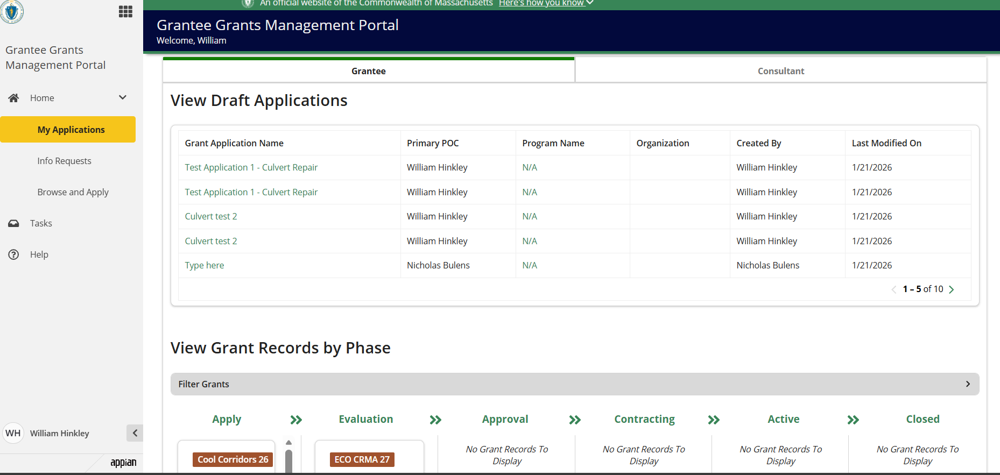 An official website of the Commonwealth of Massachusetts Here's how you know
Grantee Grants Management Portal
Welcome, William
Grantee Grants
Management Portal
Home
My Applications
Info Requests
Browse and Apply
Tasks
Help
WH William Hinkley
appian
Grantee Consultant
View Draft Applications
Grant Application Name Primary POC Program Name Organization Created By Last Modified On
Test Application 1 - Culvert Repair William Hinkley N/A William Hinkley 1/21/2026
Test Application 1 - Culvert Repair William Hinkley N/A William Hinkley 1/21/2026
Culvert test 2 William Hinkley N/A William Hinkley 1/21/2026
Culvert test 2 William Hinkley N/A William Hinkley 1/21/2026
Type here Nicholas Bulens N/A Nicholas Bulens 1/21/2026
1 – 5 of 10
View Grant Records by Phase
Filter Grants
Apply Evaluation Approval Contracting Active Closed
Cool Corridors 26
ECO CRMA 27
No Grant Records To
Display
No Grant Records To
Display
No Grant Records To
Display
No Grant Records To
Display